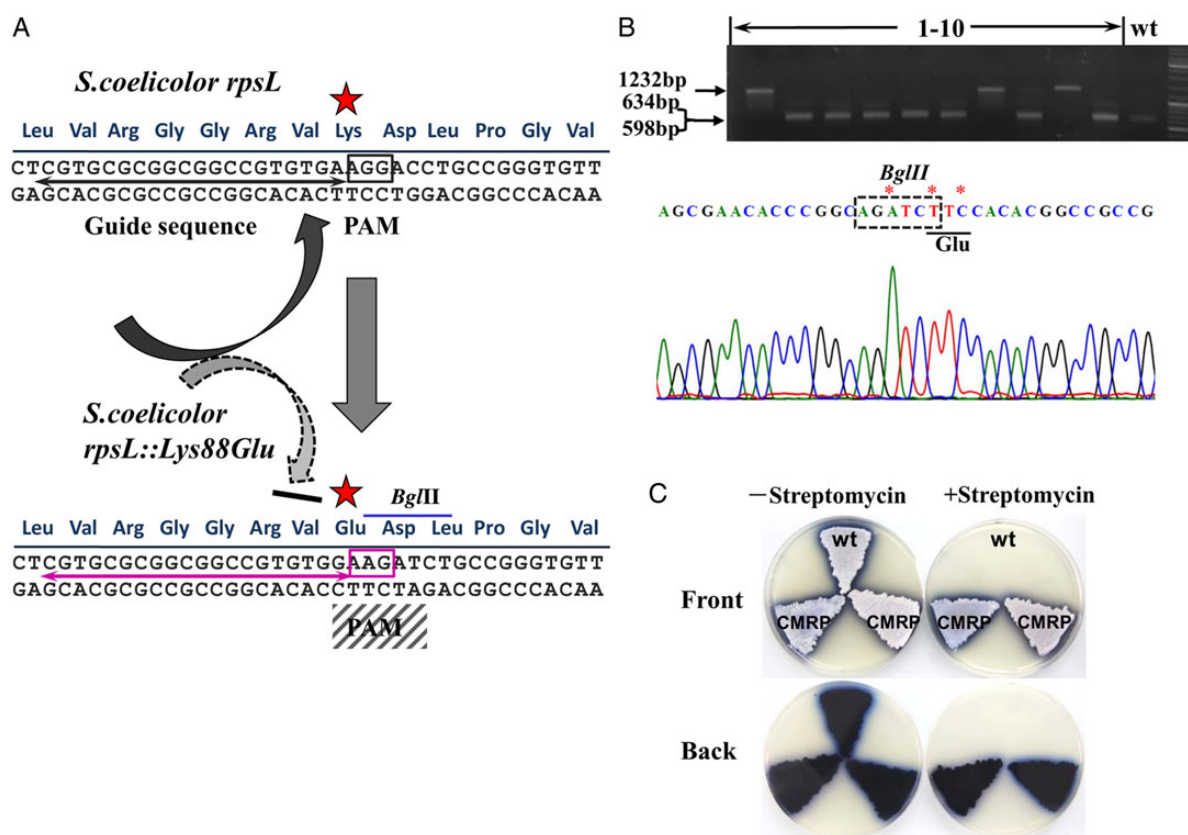 A
S.coelicolor rpsL
Leu Val Arg Gly Gly Arg Val Lys Asp Leu Pro Gly Val
CTCGTGCGCGGCGGCCGTGTGAAGGACCTGCCGGGTGTT
GAGCACGCGCCGCCGGCACACTTCCTGGACGGCCCACAA
Guide sequence PAM
S.coelicolor
rpsL::Lys88Glu
BglII
Leu Val Arg Gly Gly Arg Val Glu Asp Leu Pro Gly Val
CTCGTGCGCGGCGGCCGTGTGGAAGATCTGCCGGGTGTT
GAGCACGCGCCGCCGGCACACCTTCTAGACGGCCCACAA
PAM
B
1-10 wt
1232bp
634bp
598bp
BglII
* * *
AGCGAACACCCGGCAGATCTTCCACACGGCCGCCG
Glu
C
－Streptomycin +Streptomycin
wt wt
Front
CMRP CMRP CMRP CMRP
Back